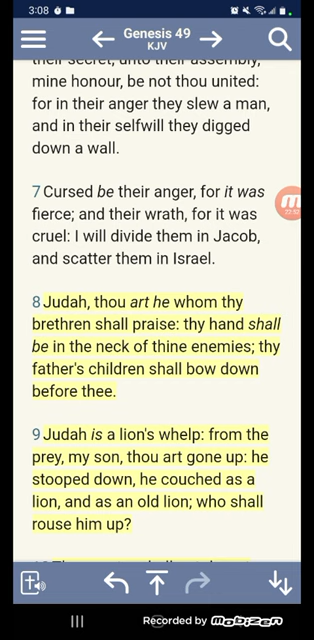 3:08
Genesis 49
KJV
their secret; unto their assembly,
mine honour, be not thou united:
for in their anger they slew a man,
and in their selfwill they digged
down a wall.
7 Cursed be their anger, for it was
fierce; and their wrath, for it was
cruel: I will divide them in Jacob,
and scatter them in Israel.
8 Judah, thou art he whom thy
brethren shall praise: thy hand shall
be in the neck of thine enemies; thy
father's children shall bow down
before thee.
9 Judah is a lion's whelp: from the
prey, my son, thou art gone up: he
stooped down, he couched as a
lion, and as an old lion; who shall
rouse him up?
Recorded by mobizen